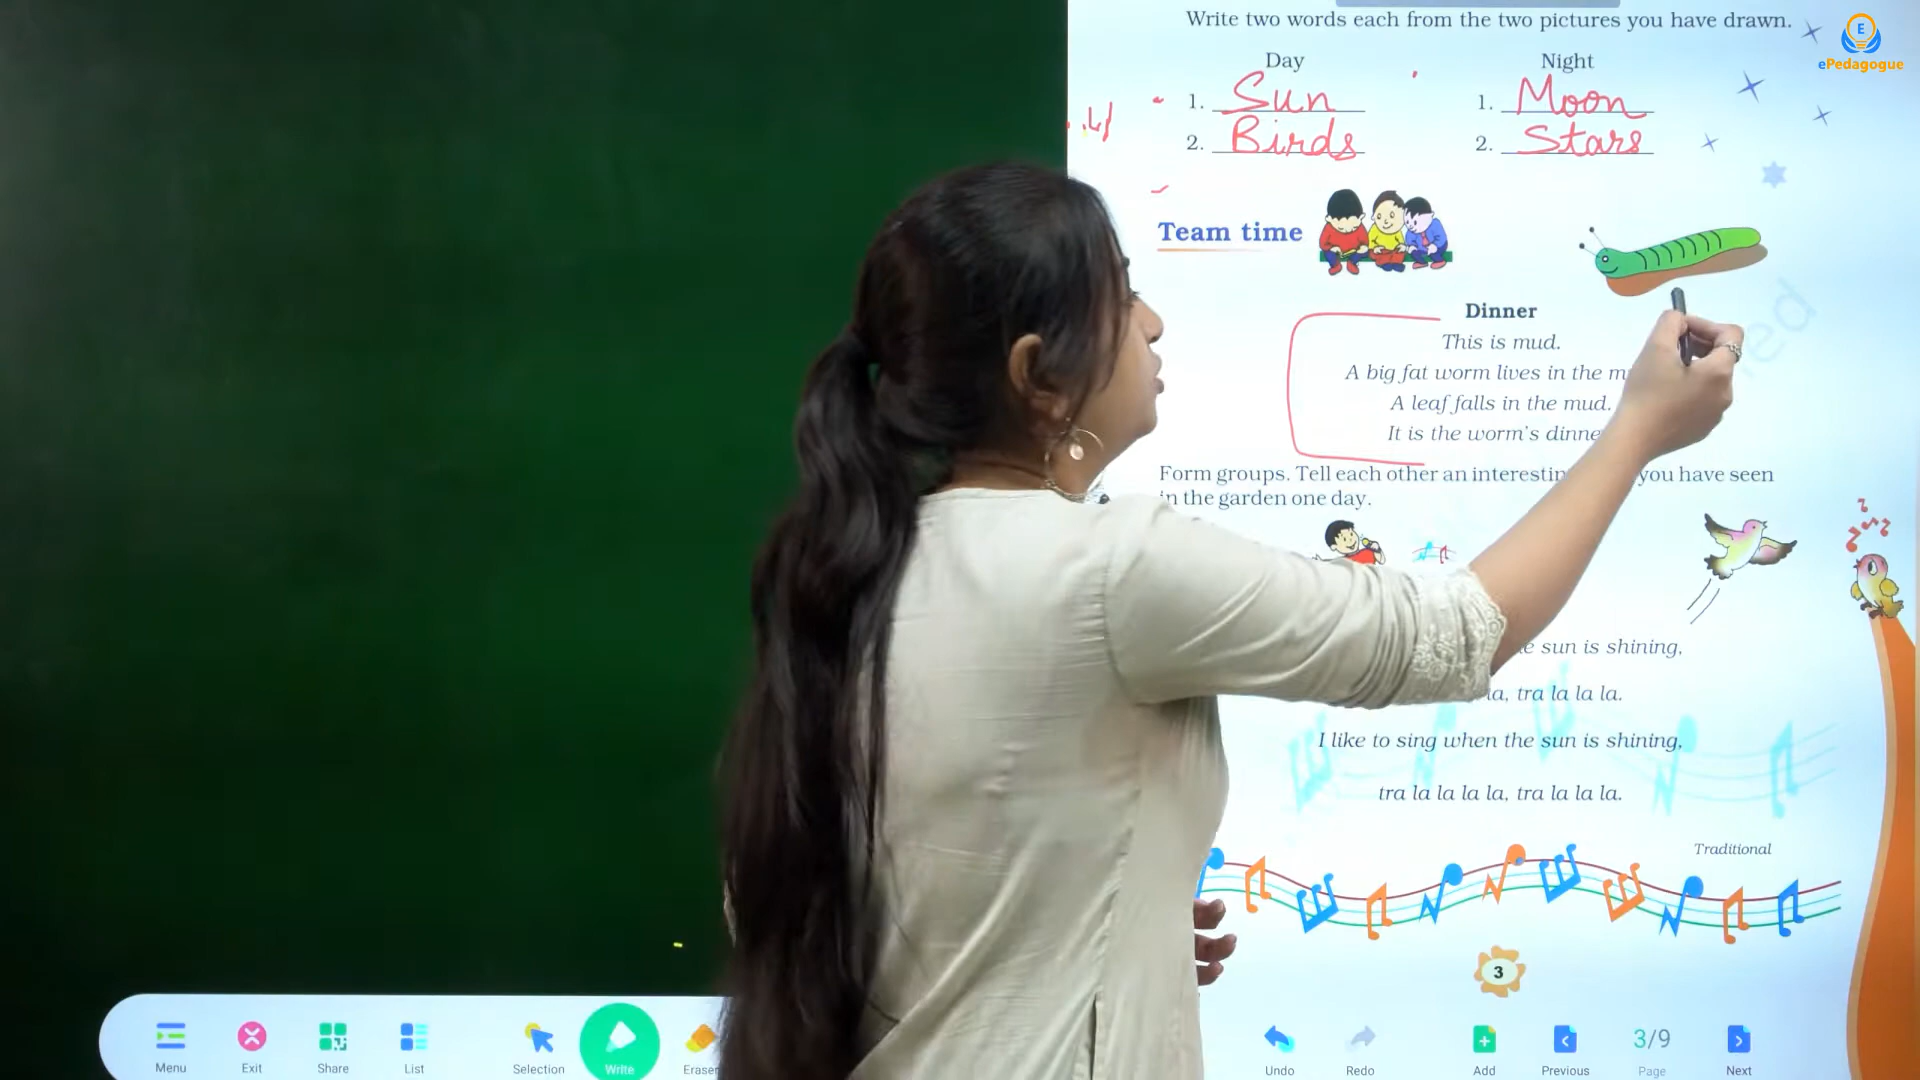 Write two words each from the two pictures you have drawn.
E
ePedagogue
Day
Night
1. Sun
1. Moon
2. Birds
2. Stars
Team time
Dinner
This is mud.
A big fat worm lives in the
A leaf falls in the mud.
It is the worm's
Form groups. Tell each other an you have seen
in the garden one day.
sun is shining,
la, tra la la la.
I like to sing when the sun is shining,
tra la la la la, tra la la la.
Traditional
3
Menu
Exit
Share
List
Selection
Write
Eraser
Undo
Redo
Add
Previous
3/9
Page
Next